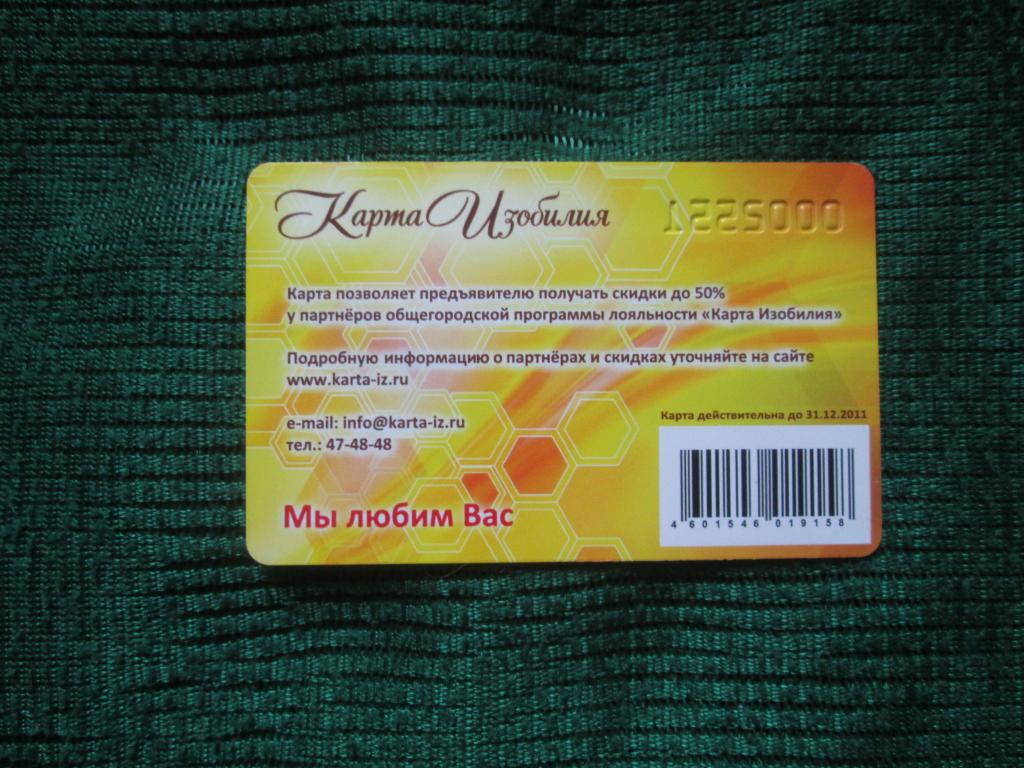 Карта Изобилия
Карта позволяет предъявителю получать скидки до 50%
у партнёров общегородской программы лояльности «Карта Изобилия»
Подробную информацию о партнёрах и скидках уточняйте на сайте
www.karta-iz.ru
e-mail: info@karta-iz.ru
тел.: 47-48-48
Карта действительна до 31.12.2011
Мы любим Вас
4 601546 019158